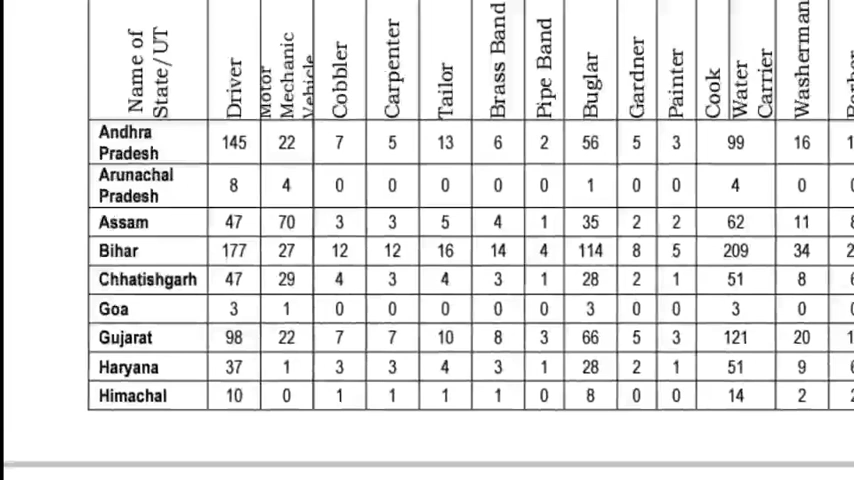 Name of State/UT Driver Motor Mechanic Vehicle Cobbler Carpenter Tailor Brass Band Pipe Band Buglar Gardner Painter Cook Water Carrier Washerman
Andhra Pradesh 145 22 7 5 13 6 2 56 5 3 99 16
Arunachal Pradesh 8 4 0 0 0 0 0 1 0 0 4 0
Assam 47 70 3 3 5 4 1 35 2 2 62 11
Bihar 177 27 12 12 16 14 4 114 8 5 209 34
Chhatishgarh 47 29 4 3 4 3 1 28 2 1 51 8
Goa 3 1 0 0 0 0 0 3 0 0 3 0
Gujarat 98 22 7 7 10 8 3 66 5 3 121 20
Haryana 37 1 3 3 4 3 1 28 2 1 51 9
Himachal 10 0 1 1 1 1 0 8 0 0 14 2